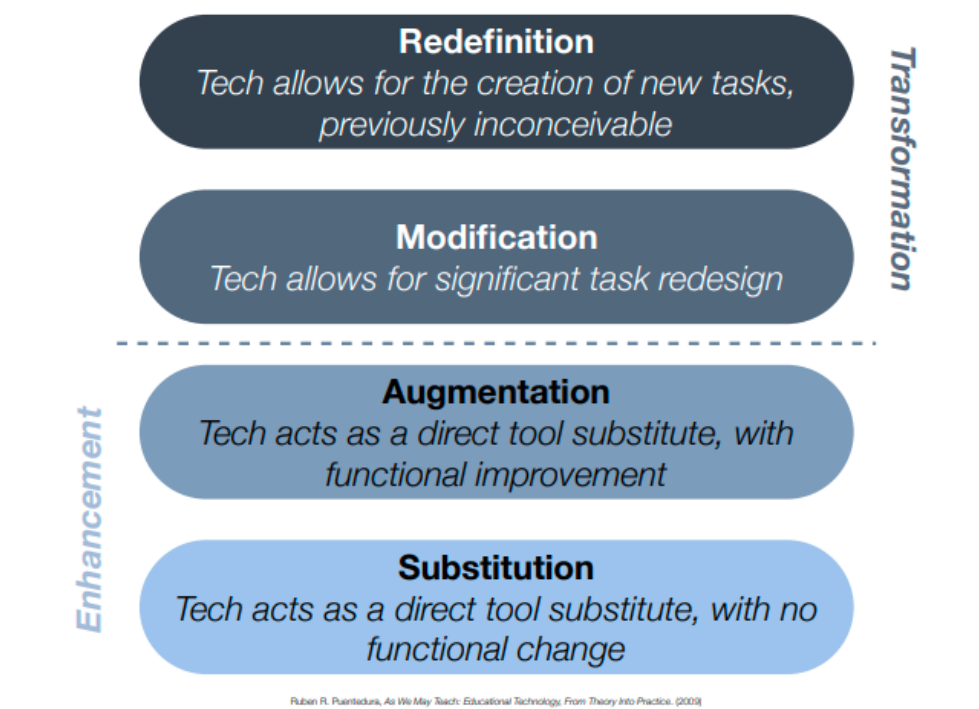 Redefinition
Tech allows for the creation of new tasks,
previously inconceivable
Transformation
Modification
Tech allows for significant task redesign
Augmentation
Tech acts as a direct tool substitute, with
functional improvement
Enhancement
Substitution
Tech acts as a direct tool substitute, with no
functional change
Ruben R. Puentedura, As We May Teach: Educational Technology, From Theory Into Practice. (2009)